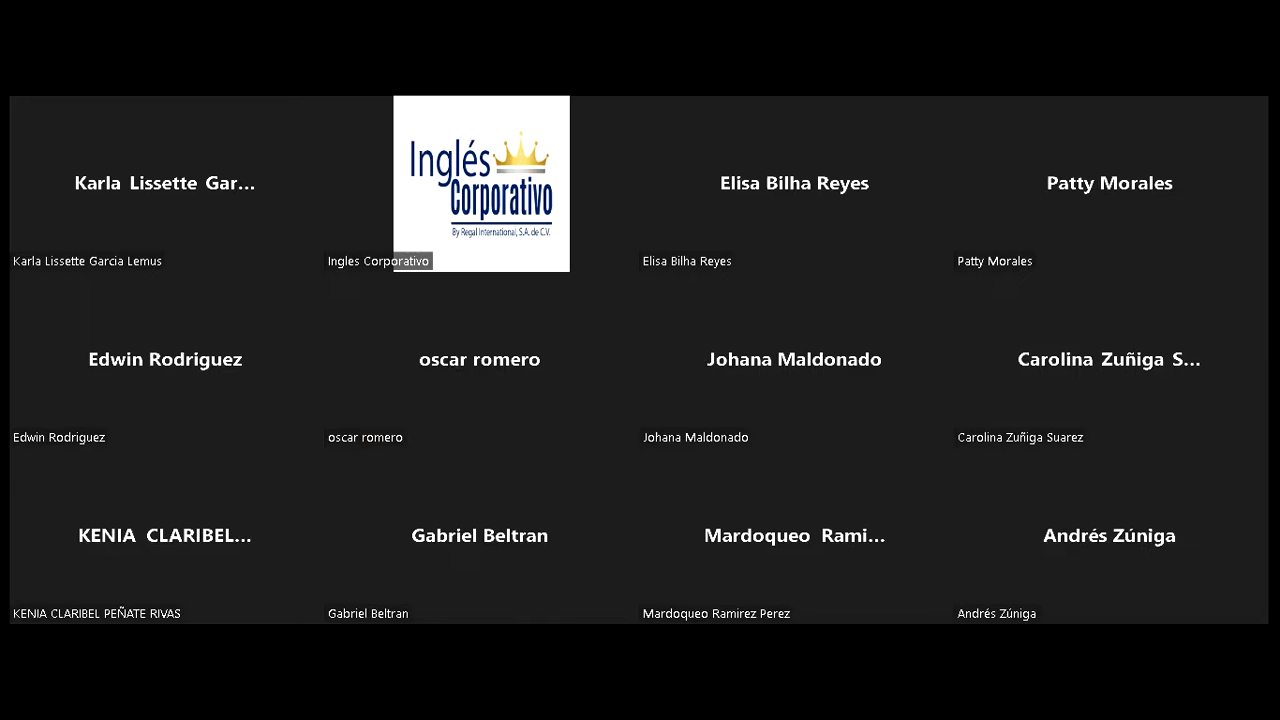 Karla Lissette Gar...
Inglés
Corporativo
By Regal International, S.A. de C.V.
Elisa Bilha Reyes
Patty Morales
Karla Lissette Garcia Lemus
Ingles Corporativo
Elisa Bilha Reyes
Patty Morales
Edwin Rodriguez
oscar romero
Johana Maldonado
Carolina Zuñiga S...
Edwin Rodriguez
oscar romero
Johana Maldonado
Carolina Zuñiga Suarez
KENIA CLARIBEL...
Gabriel Beltran
Mardoqueo Rami...
Andrés Zúniga
KENIA CLARIBEL PEÑATE RIVAS
Gabriel Beltran
Mardoqueo Ramirez Perez
Andrés Zúniga